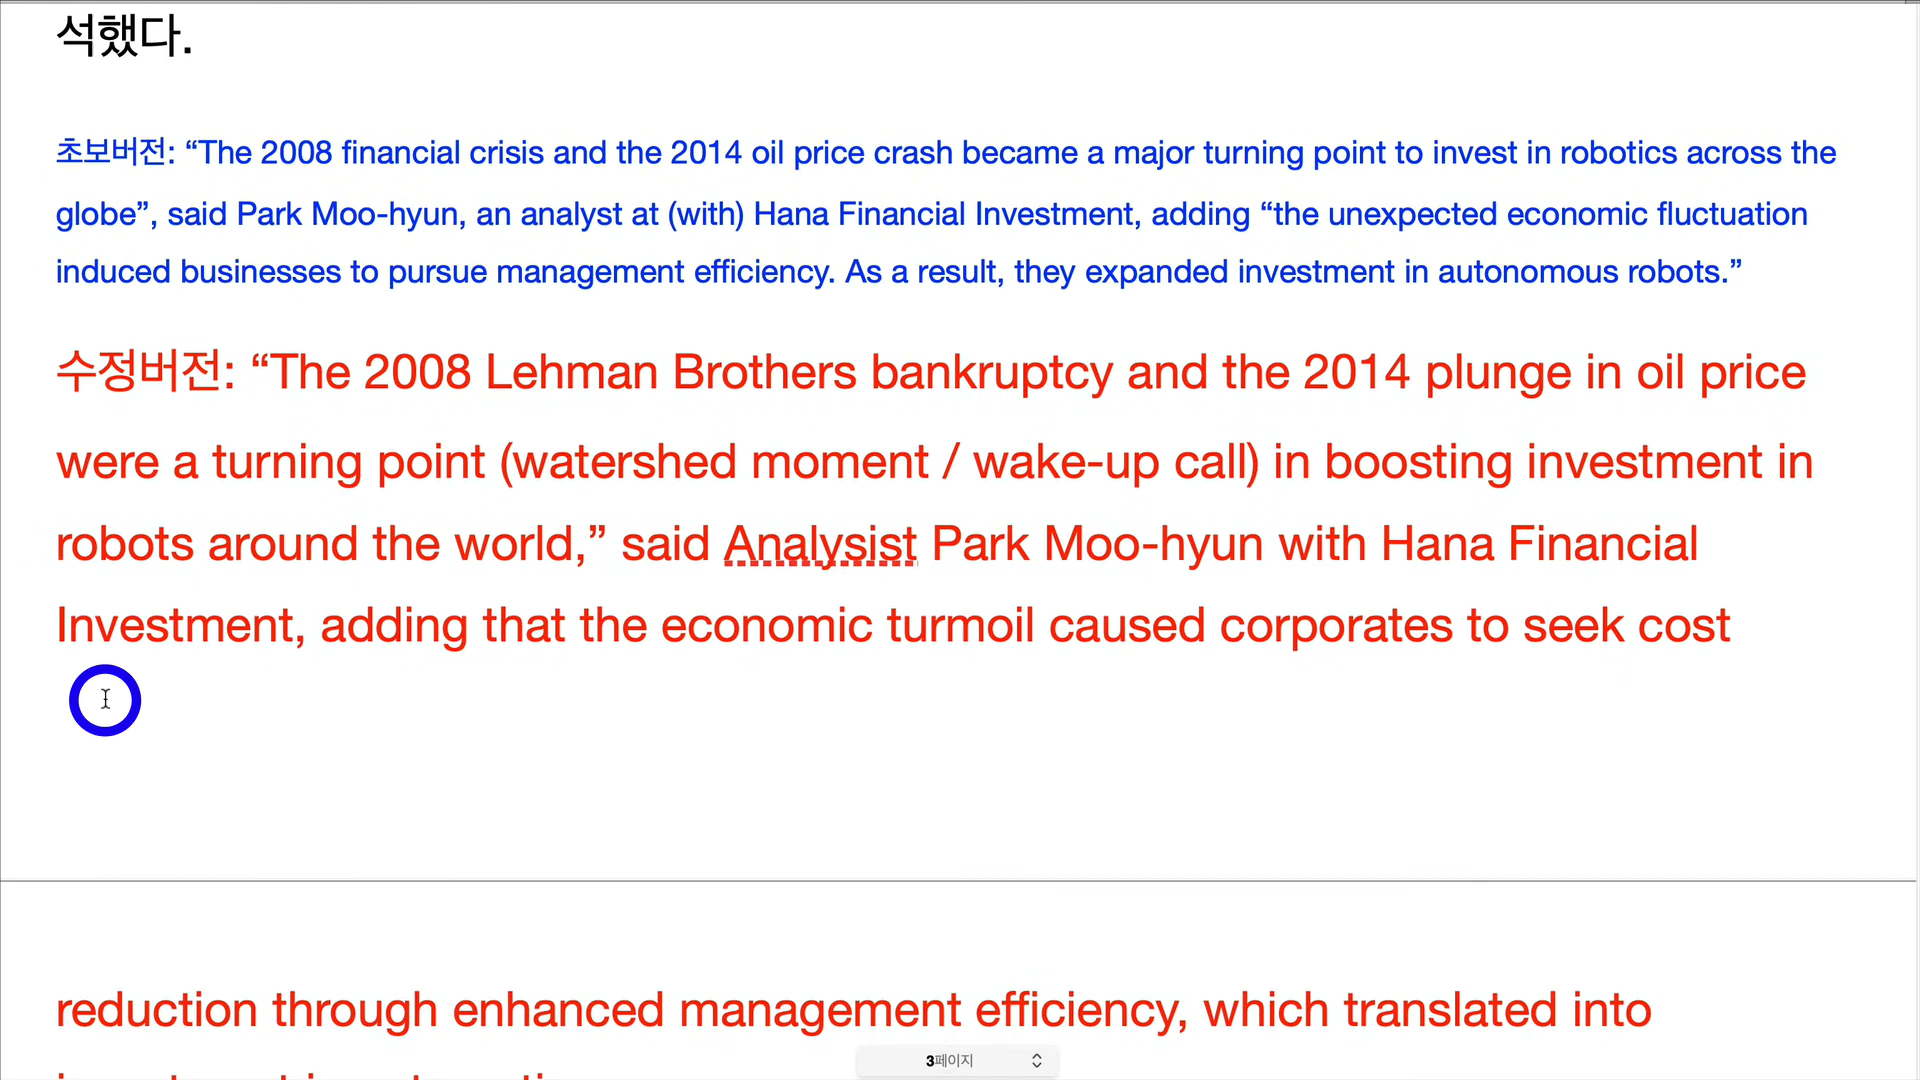 석했다.
초보버전: “The 2008 financial crisis and the 2014 oil price crash became a major turning point to invest in robotics across the
globe”, said Park Moo-hyun, an analyst at (with) Hana Financial Investment, adding “the unexpected economic fluctuation
induced businesses to pursue management efficiency. As a result, they expanded investment in autonomous robots.”
수정버전: “The 2008 Lehman Brothers bankruptcy and the 2014 plunge in oil price
were a turning point (watershed moment / wake-up call) in boosting investment in
robots around the world,” said Analysist Park Moo-hyun with Hana Financial
Investment, adding that the economic turmoil caused corporates to seek cost
reduction through enhanced management efficiency, which translated into
3페이지